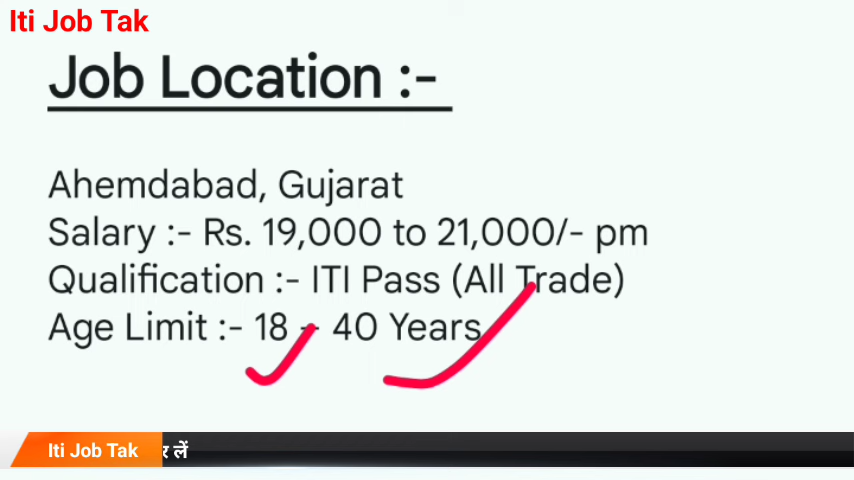 Iti Job Tak
Job Location :-
Ahemdabad, Gujarat
Salary :- Rs. 19,000 to 21,000/- pm
Qualification :- ITI Pass (All Trade)
Age Limit :- 18 - 40 Years
Iti Job Tak लें